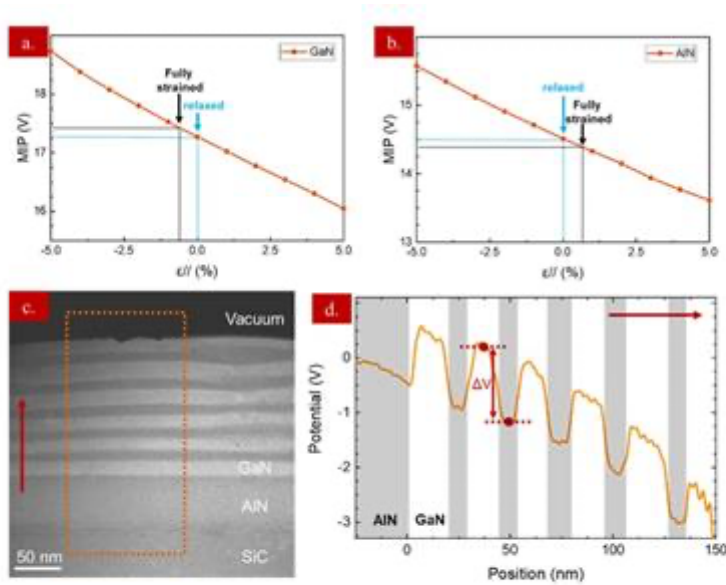 a.
GaN
Fully
strained
relaxed
MIP (V)
18
17
16
-5.0
-2.5
0.0
2.5
5.0
ε// (%)
b.
AlN
relaxed
Fully
strained
MIP (V)
15
14
13
-5.0
-2.5
0.0
2.5
5.0
ε// (%)
c.
Vacuum
GaN
AlN
SiC
50 nm
d.
ΔV
Potential (V)
0
-1
-2
-3
AlN
GaN
0
50
100
150
Position (nm)